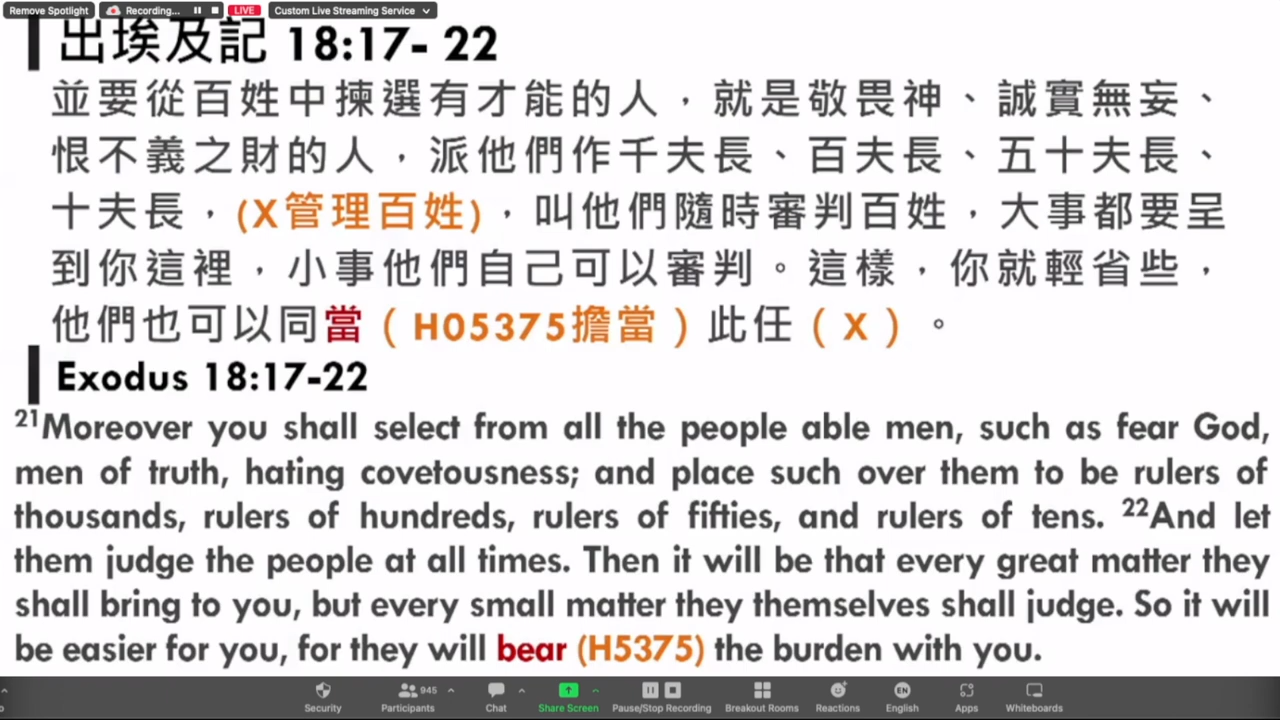 Remove Spotlight Recording... LIVE Custom Live Streaming Service
出埃及記 18:17- 22
並要從百姓中揀選有才能的人，就是敬畏神、誠實無妄、
恨不義之財的人，派他們作千夫長、百夫長、五十夫長、
十夫長，(X管理百姓)，叫他們隨時審判百姓，大事都要呈
到你這裡，小事他們自己可以審判。這樣，你就輕省些，
他們也可以同當（H05375擔當）此任（X）。
Exodus 18:17-22
21Moreover you shall select from all the people able men, such as fear God,
men of truth, hating covetousness; and place such over them to be rulers of
thousands, rulers of hundreds, rulers of fifties, and rulers of tens. 22And let
them judge the people at all times. Then it will be that every great matter they
shall bring to you, but every small matter they themselves shall judge. So it will
be easier for you, for they will bear (H5375) the burden with you.
945 EN
Security Participants Chat Share Screen Pause/Stop Recording Breakout Rooms Reactions English Apps Whiteboards